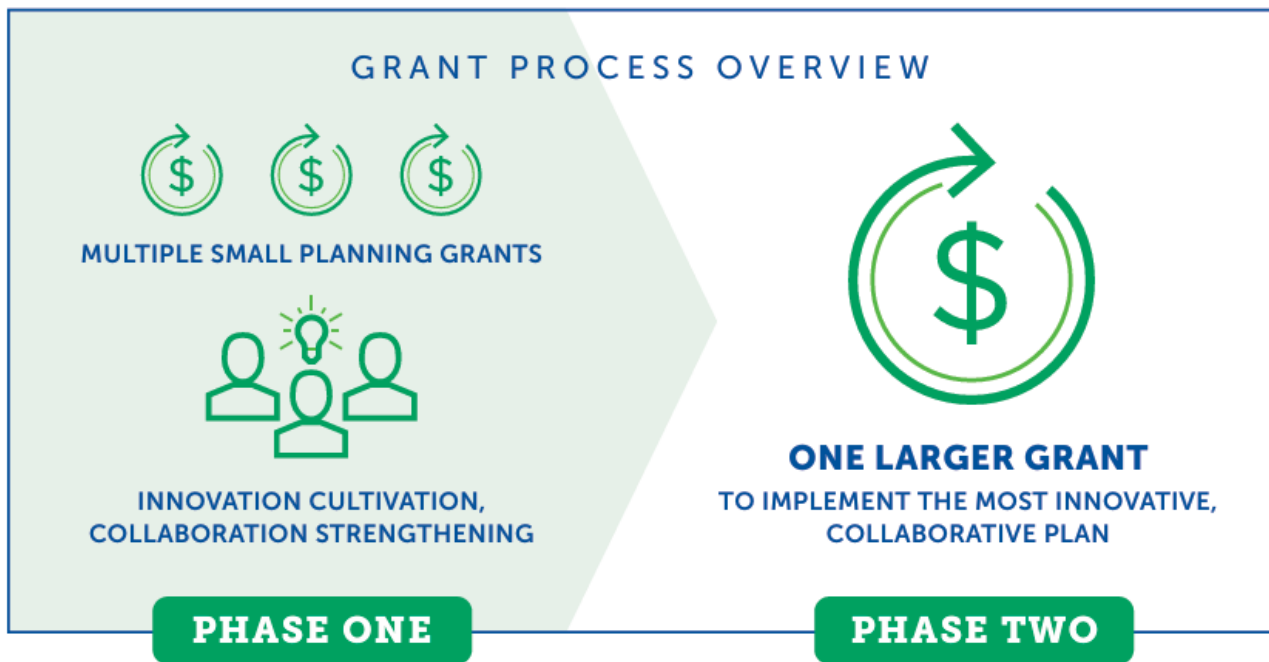 GRANT PROCESS OVERVIEW
$ $ $
MULTIPLE SMALL PLANNING GRANTS
INNOVATION CULTIVATION,
COLLABORATION STRENGTHENING
PHASE ONE
$
ONE LARGER GRANT
TO IMPLEMENT THE MOST INNOVATIVE,
COLLABORATIVE PLAN
PHASE TWO